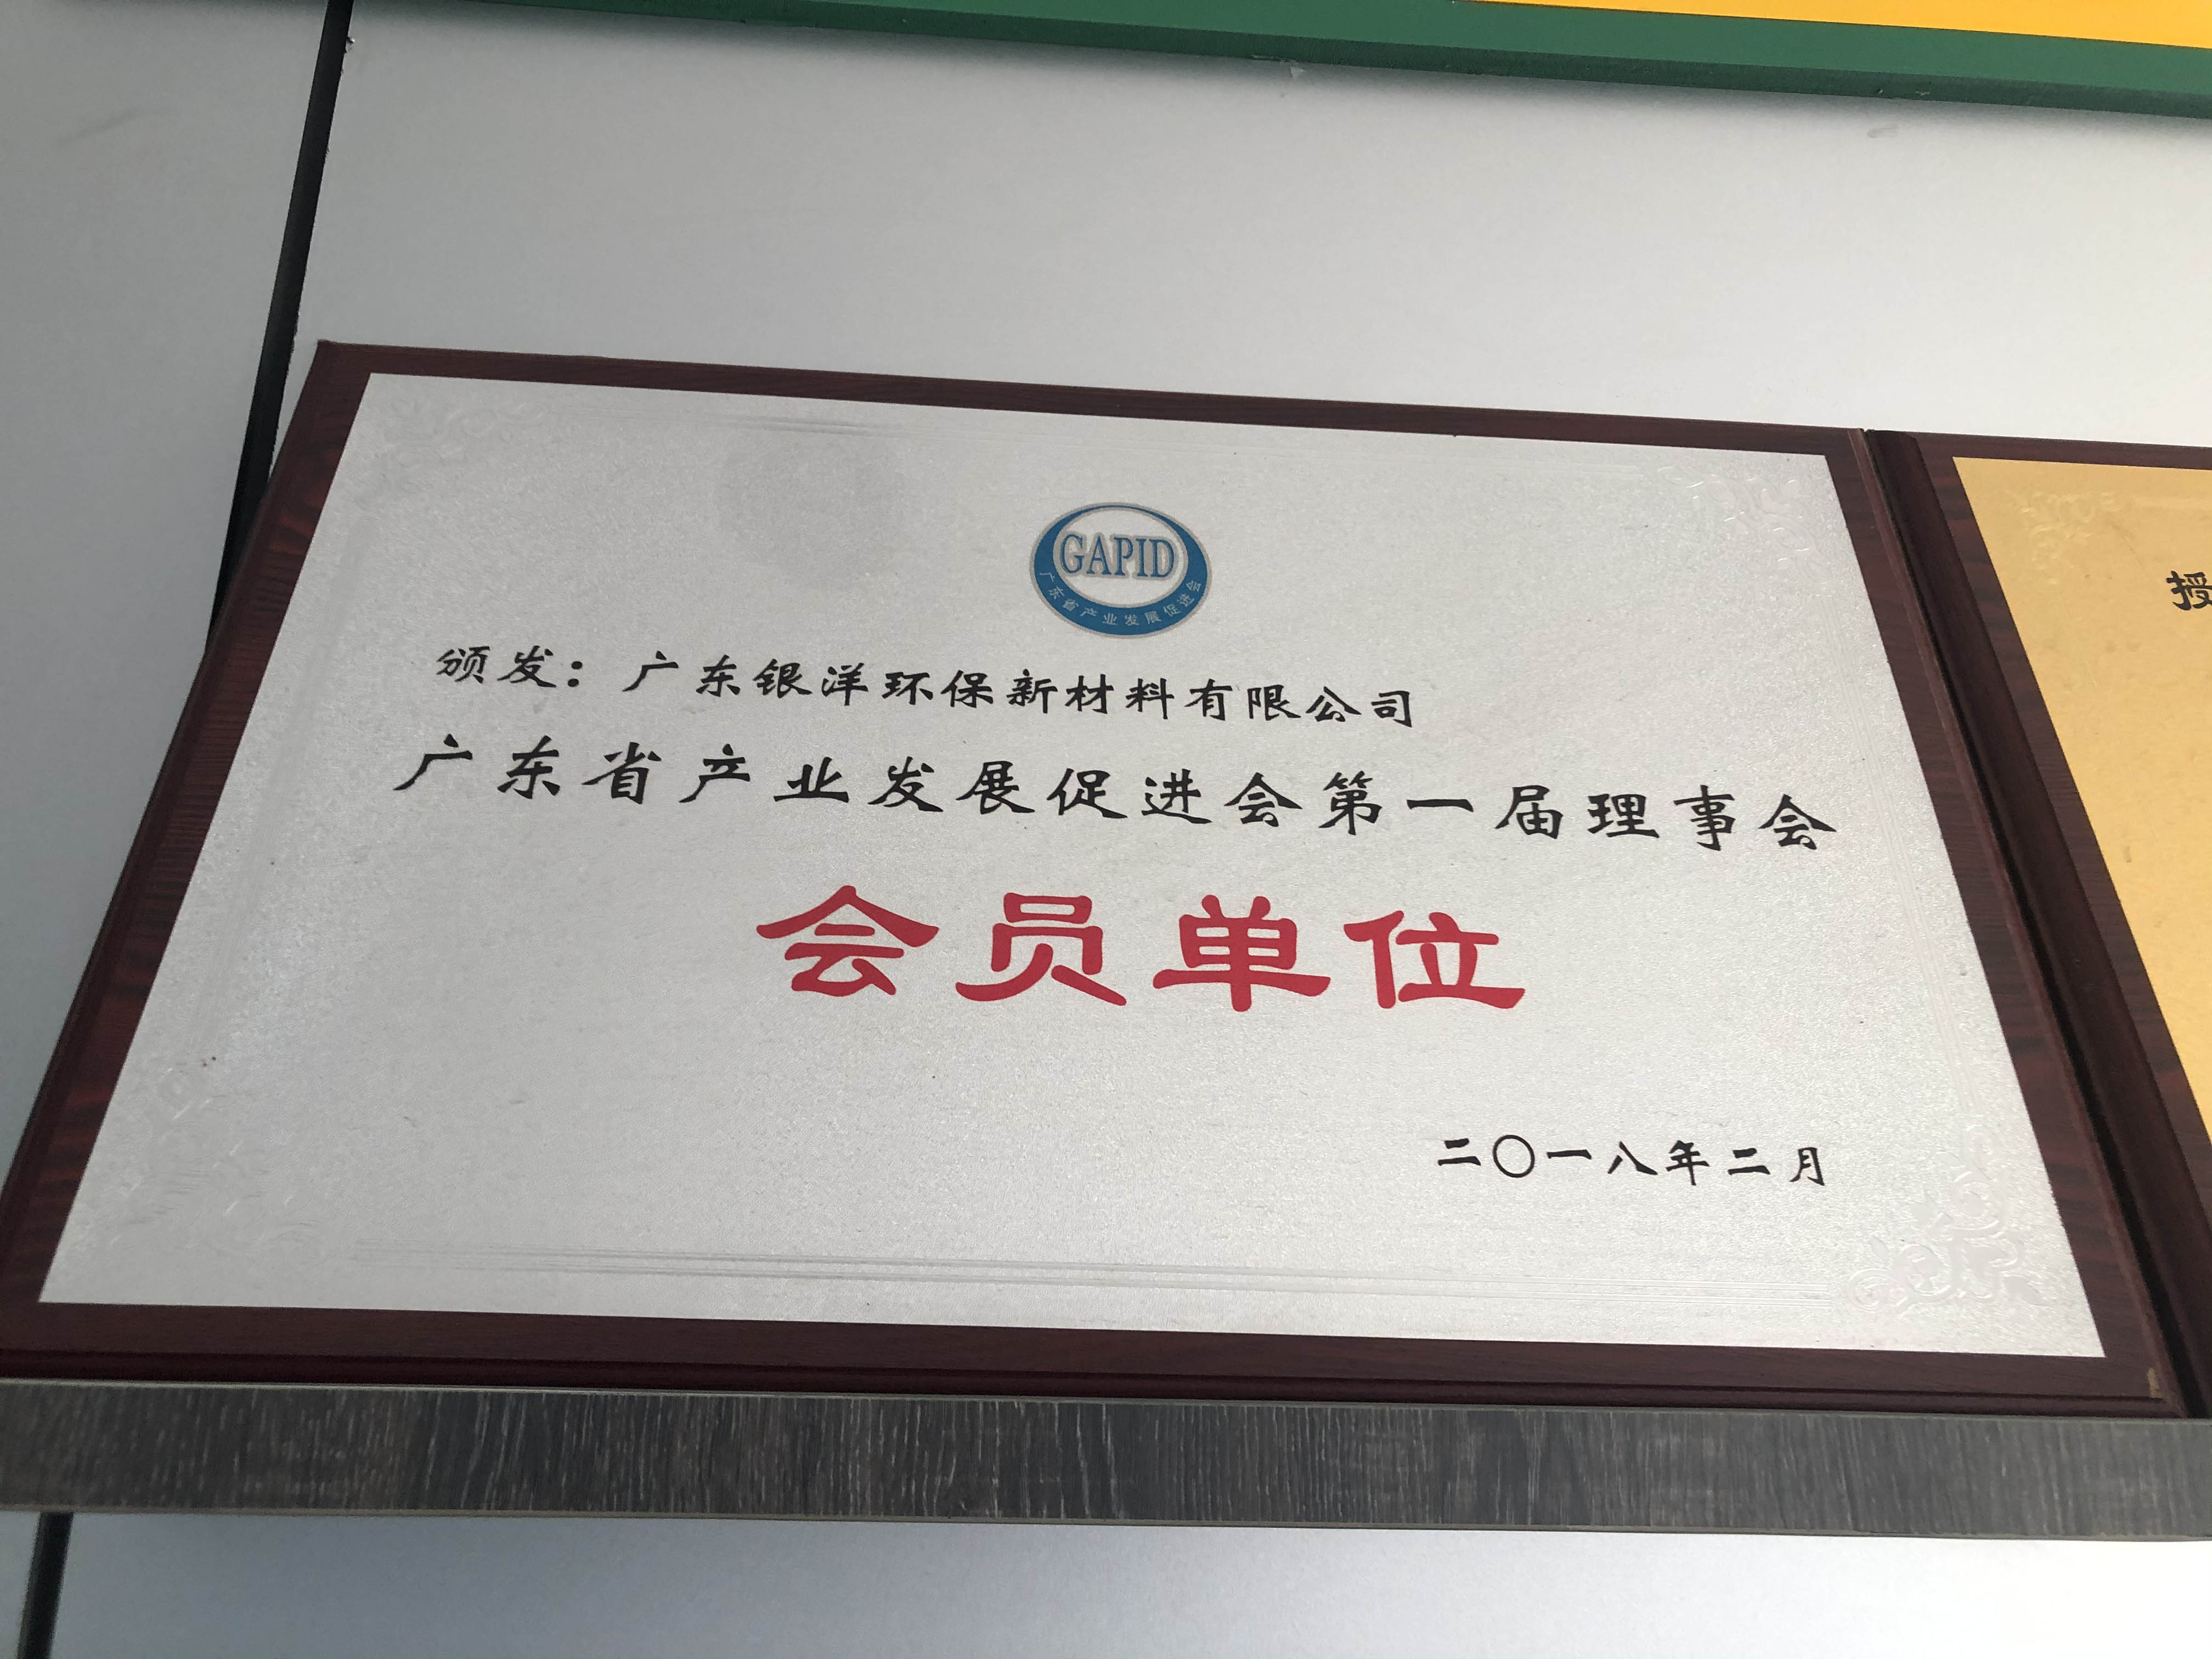 GAPID
广东省产业发展促进会
颁发：广东银洋环保新材料有限公司
广东省产业发展促进会第一届理事会
会员单位
二〇一八年二月
授